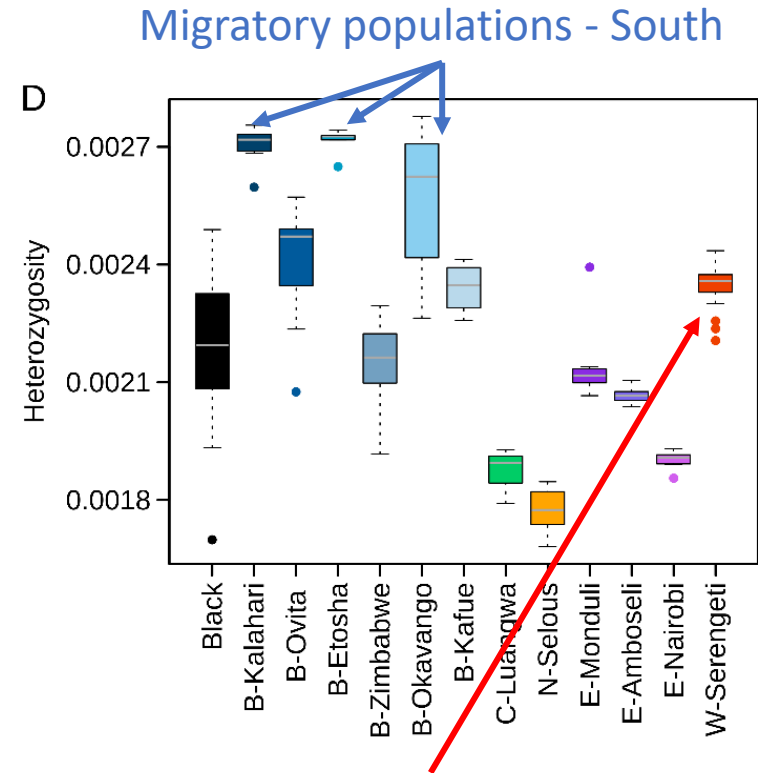 Migratory populations - South
D
Heterozygosity
0.0027
0.0024
0.0021
0.0018
Black
B-Kalahari
B-Ovita
B-Etosha
B-Zimbabwe
B-Okavango
B-Kafue
C-Luangwa
N-Selous
E-Monduli
E-Amboseli
E-Nairobi
W-Serengeti